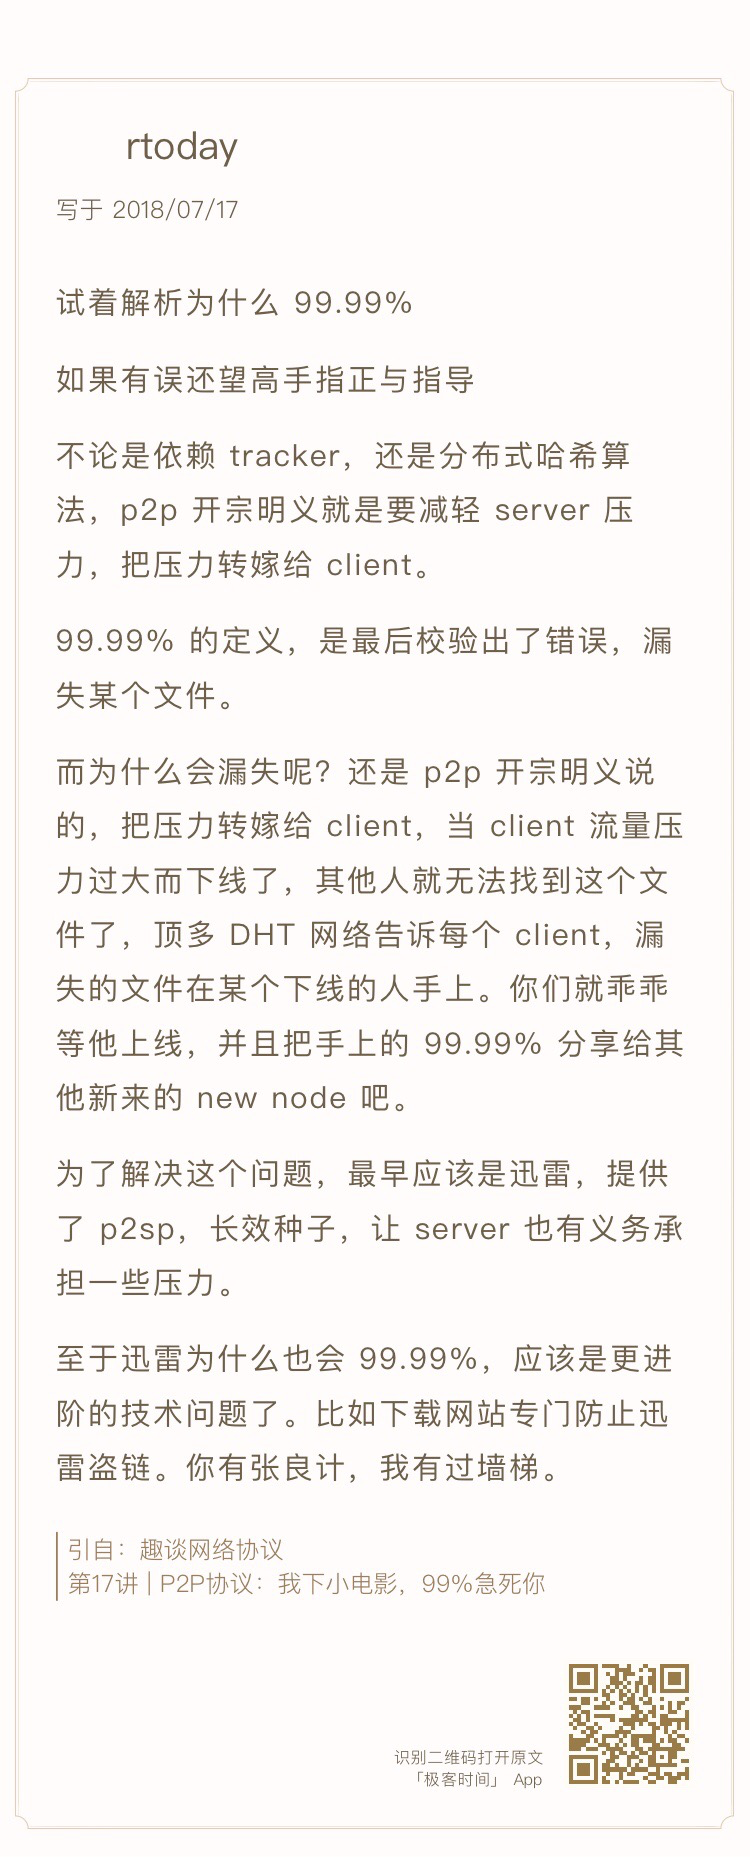 rtoday
写于 2018/07/17
试着解析为什么 99.99%
如果有误还望高手指正与指导
不论是依赖 tracker，还是分布式哈希算
法，p2p 开宗明义就是要减轻 server 压
力，把压力转嫁给 client。
99.99% 的定义，是最后校验出了错误，漏
失某个文件。
而为什么会漏失呢？还是 p2p 开宗明义说
的，把压力转嫁给 client，当 client 流量压
力过大而下线了，其他人就无法找到这个文
件了，顶多 DHT 网络告诉每个 client，漏
失的文件在某个下线的人手上。你们就乖乖
等他上线，并且把手上的 99.99% 分享给其
他新来的 new node 吧。
为了解决这个问题，最早应该是迅雷，提供
了 p2sp，长效种子，让 server 也有义务承
担一些压力。
至于迅雷为什么也会 99.99%，应该是更进
阶的技术问题了。比如下载网站专门防止迅
雷盗链。你有张良计，我有过墙梯。
引自：趣谈网络协议
第17讲 | P2P协议：我下小电影，99%急死你
识别二维码打开原文
「极客时间」 App